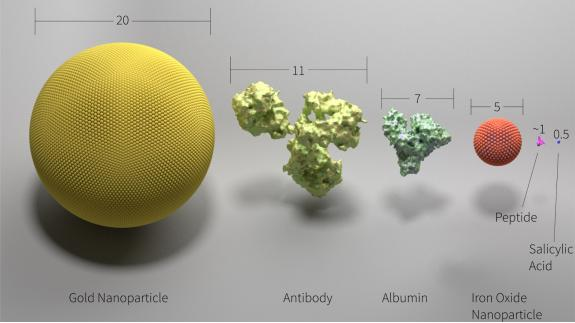 20
11
7
5
~1
0.5
Peptide
Salicylic
Acid
Gold Nanoparticle
Antibody
Albumin
Iron Oxide
Nanoparticle